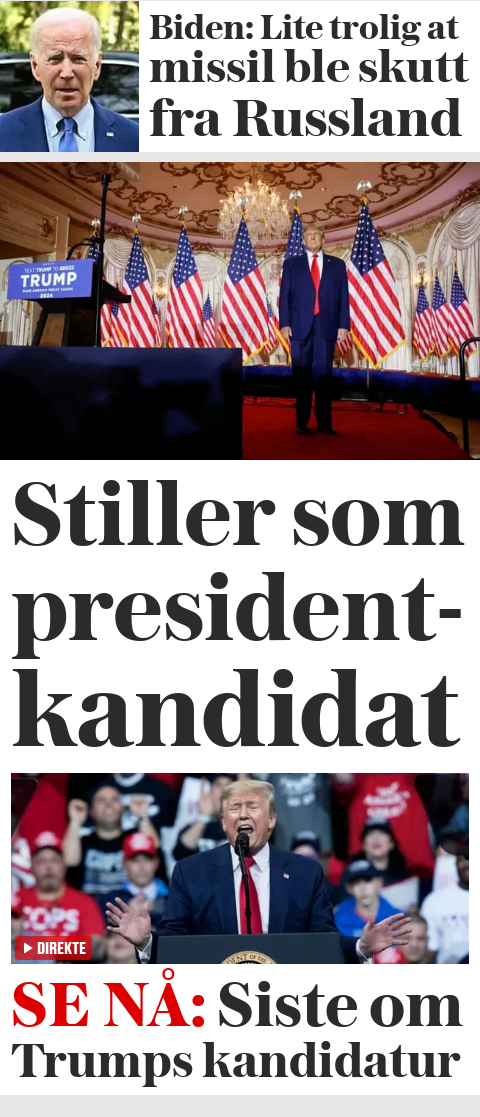 Biden: Lite trolig at
missil ble skutt
fra Russland
TEXT TRUMP TO 88022
TRUMP
MAKE AMERICA GREAT AGAIN!
2024
Stiller som
president-
kandidat
COPS
DIREKTE
SE NÅ: Siste om
Trumps kandidatur